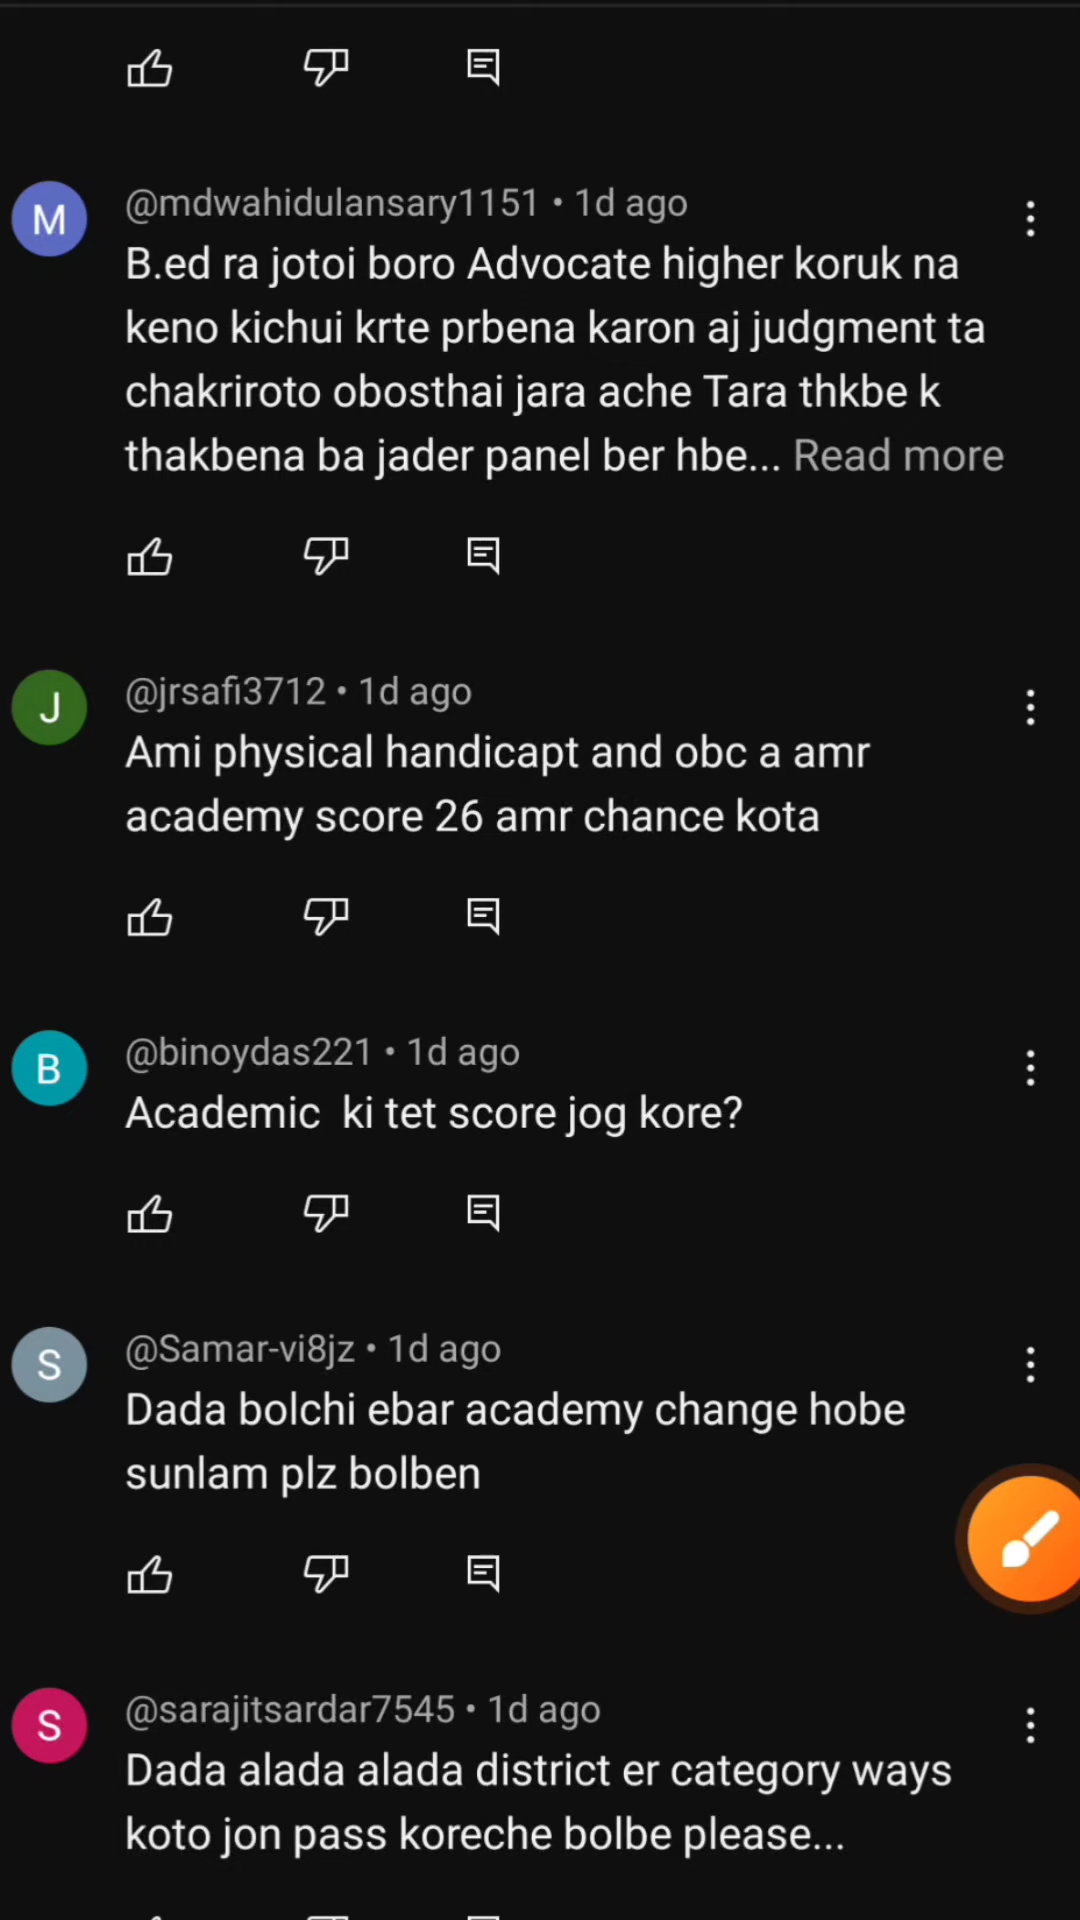 @mdwahidulansary1151 • 1d ago
M
B.ed ra jotoi boro Advocate higher koruk na
keno kichui krte prbena karon aj judgment ta
chakriroto obosthai jara ache Tara thkbe k
thakbena ba jader panel ber hbe... Read more
@jrsafi3712 • 1d ago
J
Ami physical handicapt and obc a amr
academy score 26 amr chance kota
@binoydas221 • 1d ago
B
Academic  ki tet score jog kore?
@Samar-vi8jz • 1d ago
S
Dada bolchi ebar academy change hobe
sunlam plz bolben
@sarajitsardar7545 • 1d ago
S
Dada alada alada district er category ways
koto jon pass koreche bolbe please...